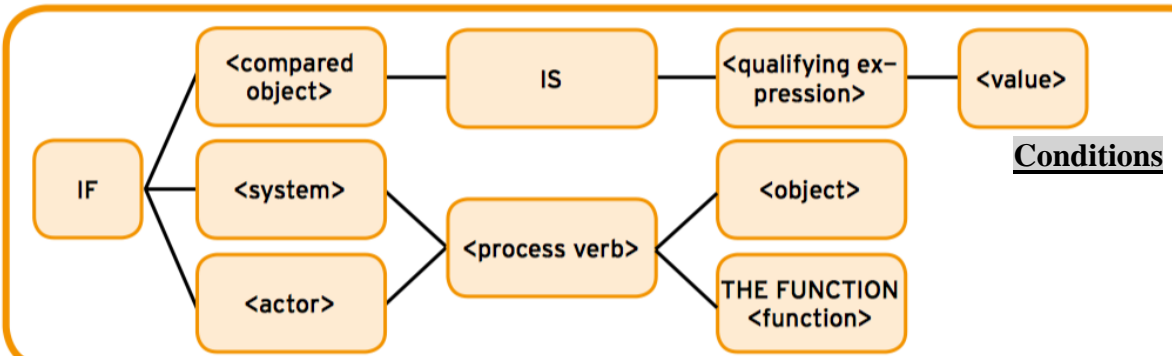 <compared
object>
IS
<qualifying ex–
pression>
<value>
Conditions
IF
<system>
<object>
<process verb>
<actor>
THE FUNCTION
<function>